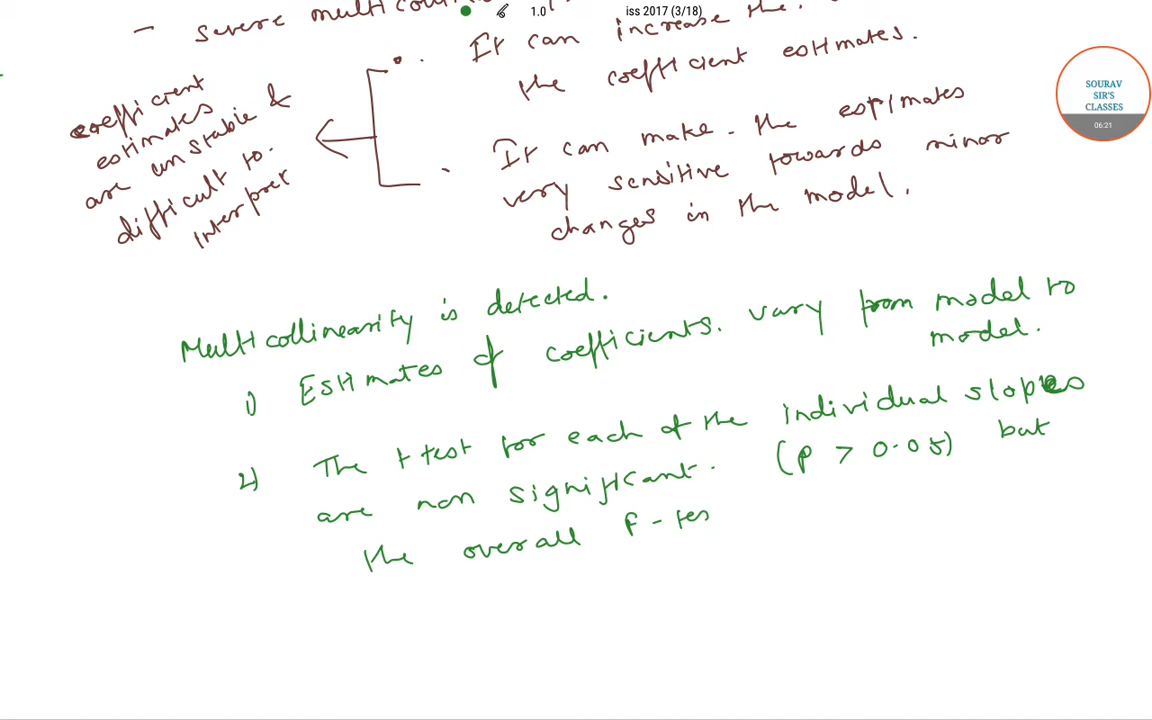 1.0
iss 2017 (3/18)
SOURAV
SIR'S
CLASSES
06:21
- severe
It can increase the
the coefficient estimates.
coefficient
estimates
are unstable &
difficult to.
interpret
It can make - the estimates
very sensitive towards minor
changes in the model.
Multicollinearity is detected.
1) Estimates of coefficients. vary from model to
model.
2) The t test for each of the individual slopes
are non significant. (p > 0.05) but
the overall F-tes